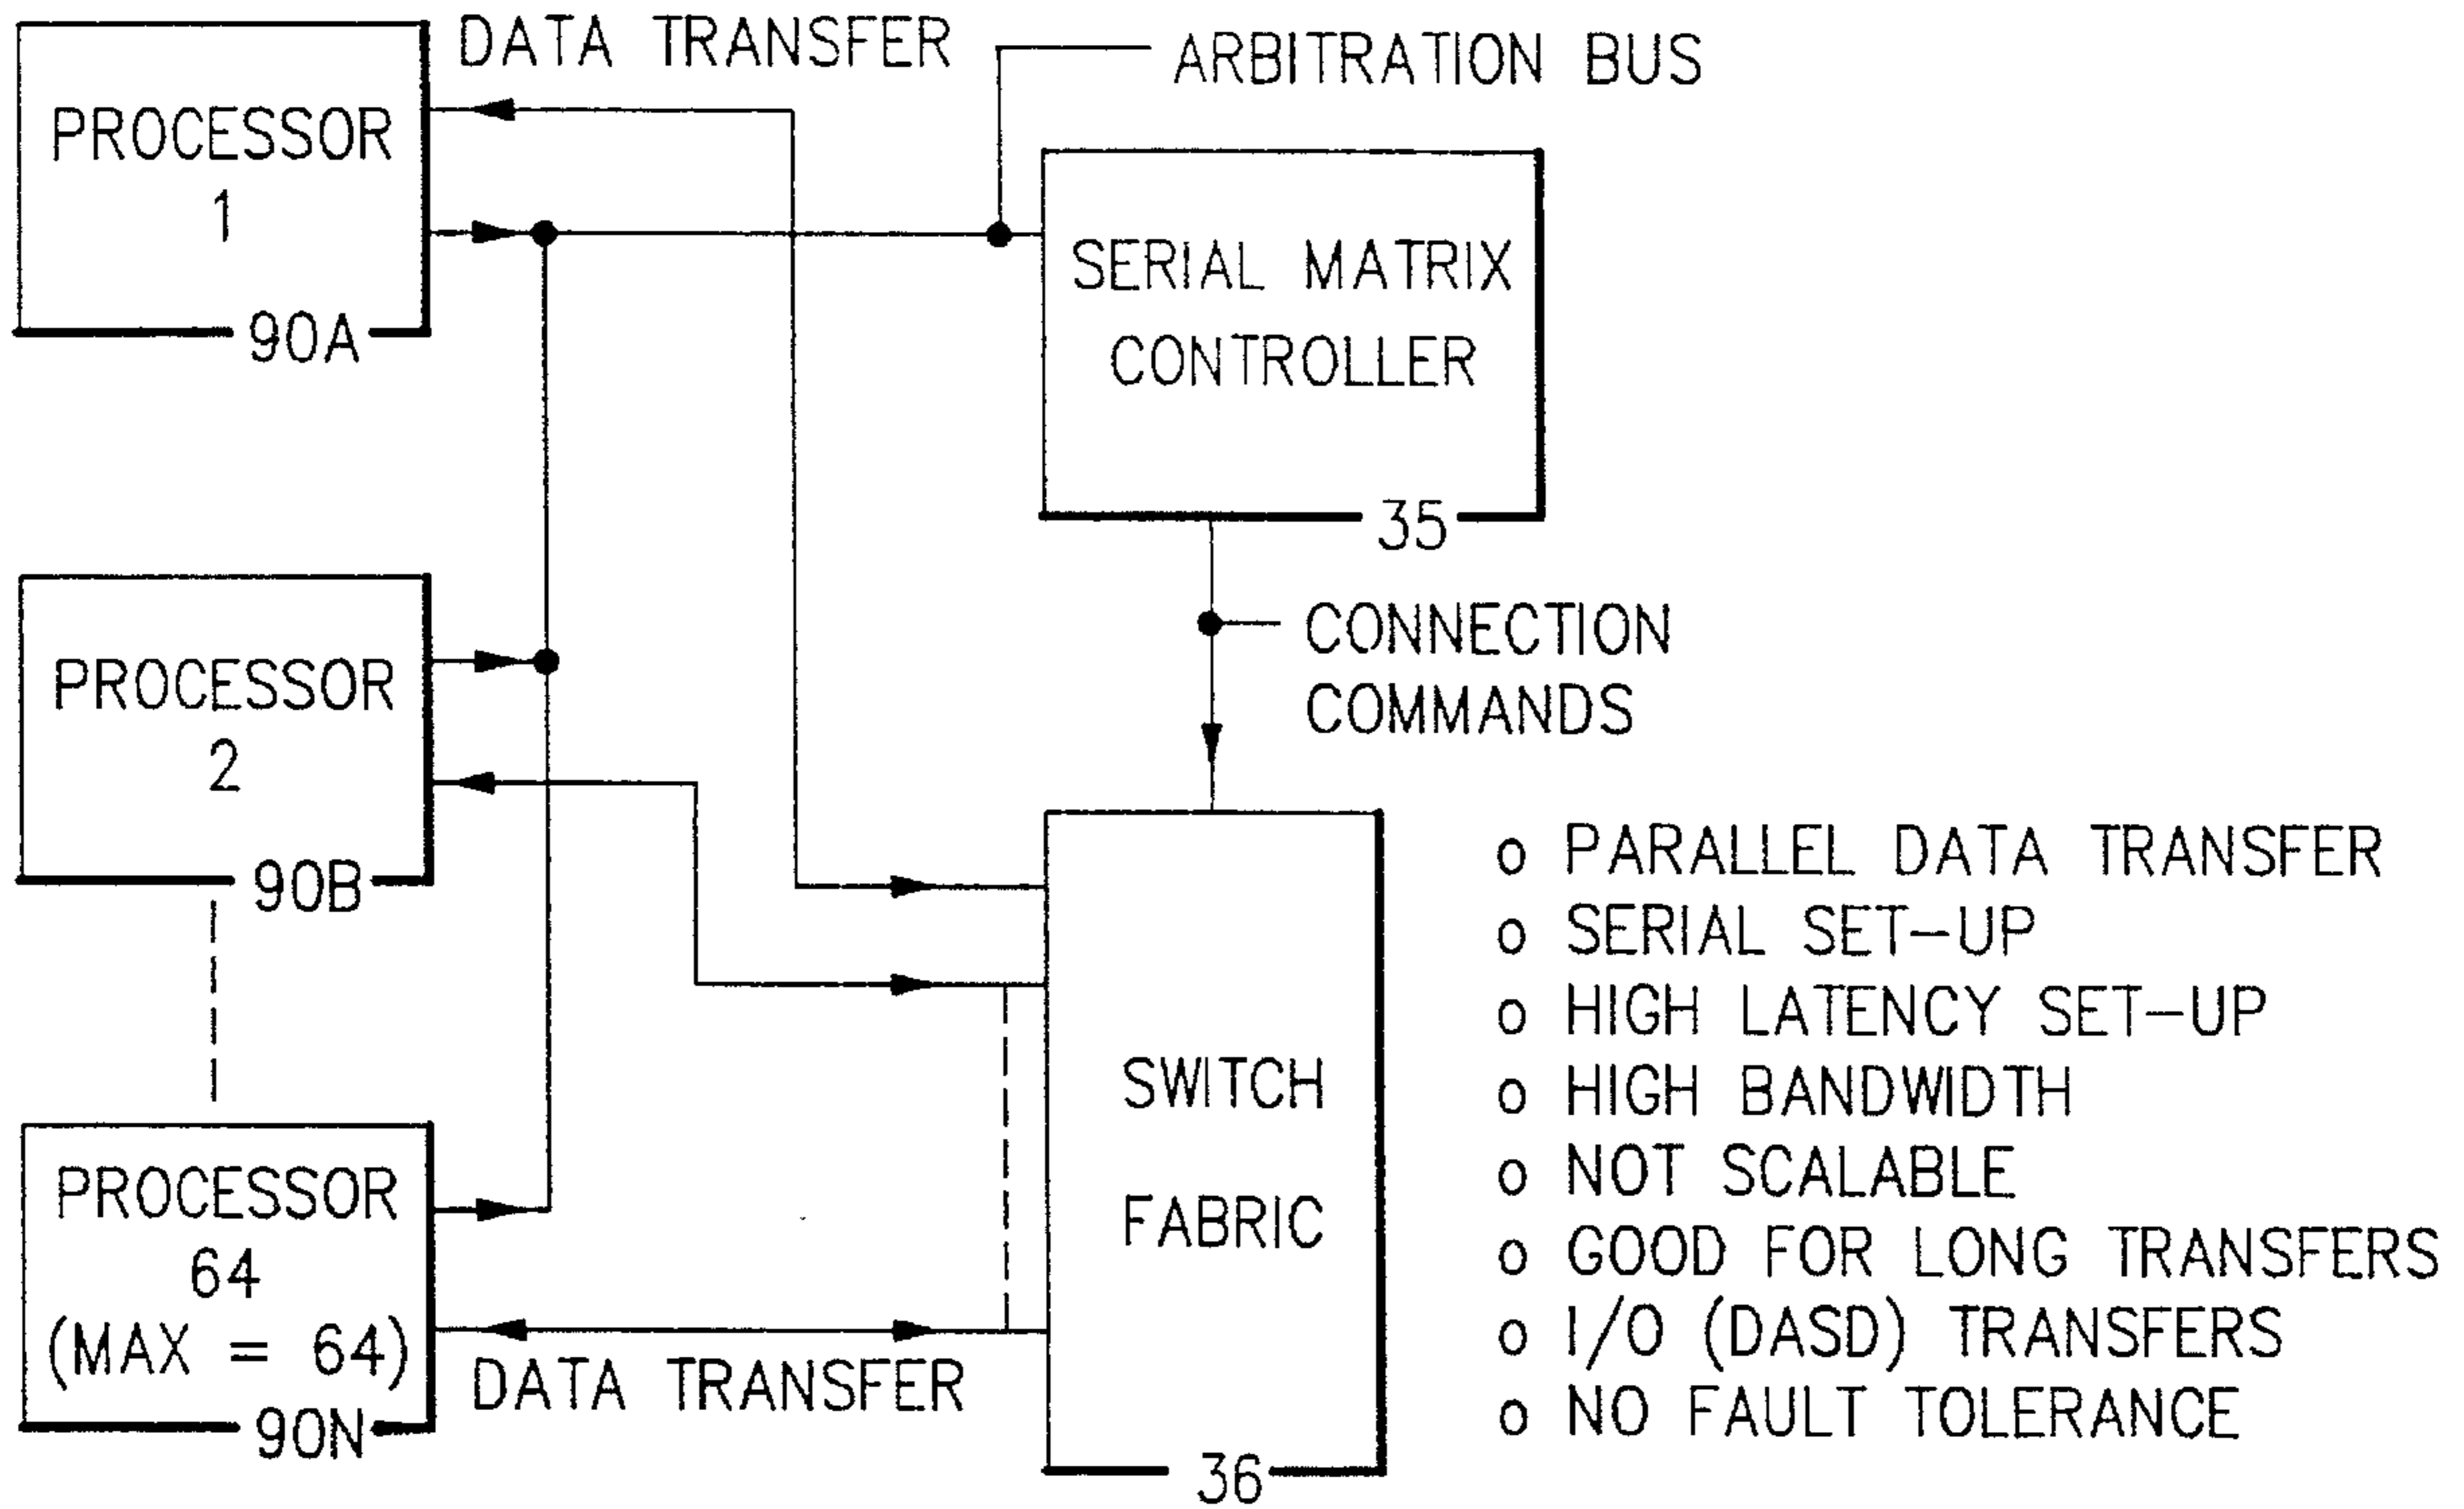 DATA TRANSFER
ARBITRATION BUS
PROCESSOR
1
90A
SERIAL MATRIX
CONTROLLER
35
CONNECTION
COMMANDS
PROCESSOR
2
90B
PROCESSOR
64
(MAX = 64)
90N
DATA TRANSFER
SWITCH
FABRIC
36
o PARALLEL DATA TRANSFER
o SERIAL SET-UP
o HIGH LATENCY SET-UP
o HIGH BANDWIDTH
o NOT SCALABLE
o GOOD FOR LONG TRANSFERS
o I/O (DASD) TRANSFERS
o NO FAULT TOLERANCE